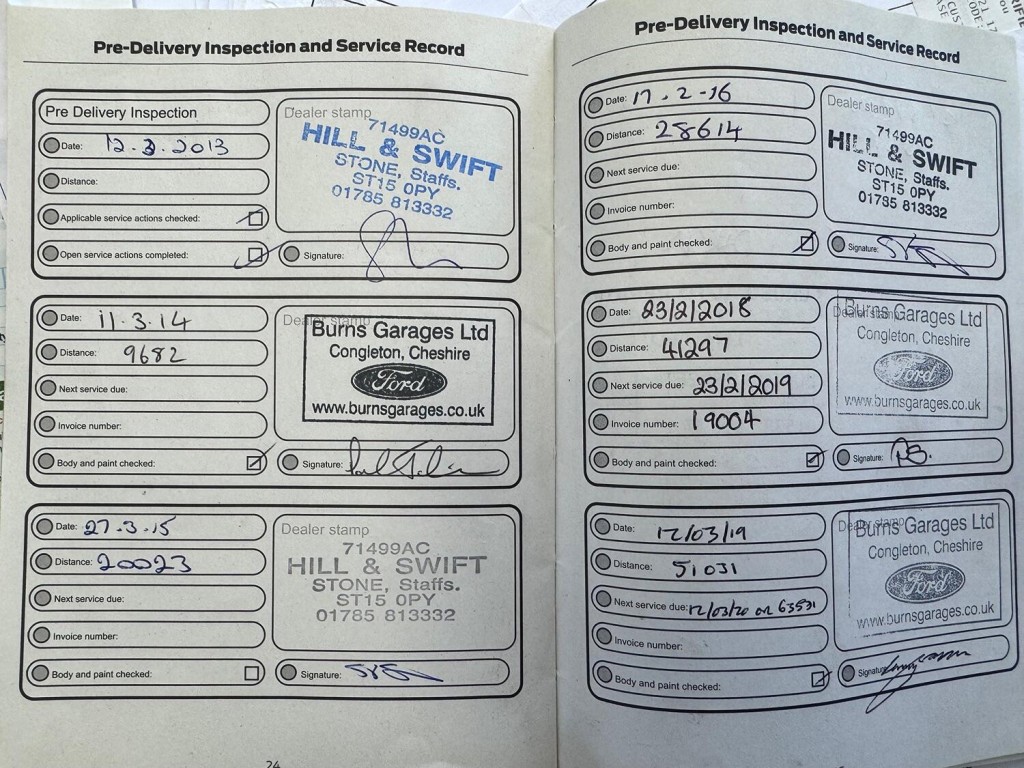 Pre-Delivery Inspection and Service Record
Pre Delivery Inspection
Date: 12.3.2013
Distance:
Applicable service actions checked:
Open service actions completed:
Dealer stamp
71499AC
HILL & SWIFT
STONE, Staffs.
ST15 0PY
01785 813332
Signature:
Date: 11.3.14
Distance: 9682
Next service due:
Invoice number:
Body and paint checked:
Dealer stamp
Burns Garages Ltd
Congleton, Cheshire
Ford
www.burnsgarages.co.uk
Signature:
Date: 27.3.15
Distance: 20023
Next service due:
Invoice number:
Body and paint checked:
Dealer stamp
71499AC
HILL & SWIFT
STONE, Staffs.
ST15 0PY
01785 813332
Signature:
24
Pre-Delivery Inspection and Service Record
Date: 17.2-16
Distance: 28614
Next service due:
Invoice number:
Body and paint checked:
Dealer stamp
71499AC
HILL & SWIFT
STONE, Staffs.
ST15 0PY
01785 813332
Signature:
Date: 23/2/2018
Distance: 41297
Next service due: 23/2/2019
Invoice number: 19004
Body and paint checked:
Dealer stamp
Burns Garages Ltd
Congleton, Cheshire
Ford
www.burnsgarages.co.uk
Signature:
Date: 12/03/19
Distance: 51031
Next service due: 12/03/20 or 63531
Invoice number:
Body and paint checked:
Dealer stamp
Burns Garages Ltd
Congleton, Cheshire
Ford
www.burnsgarages.co.uk
Signature: